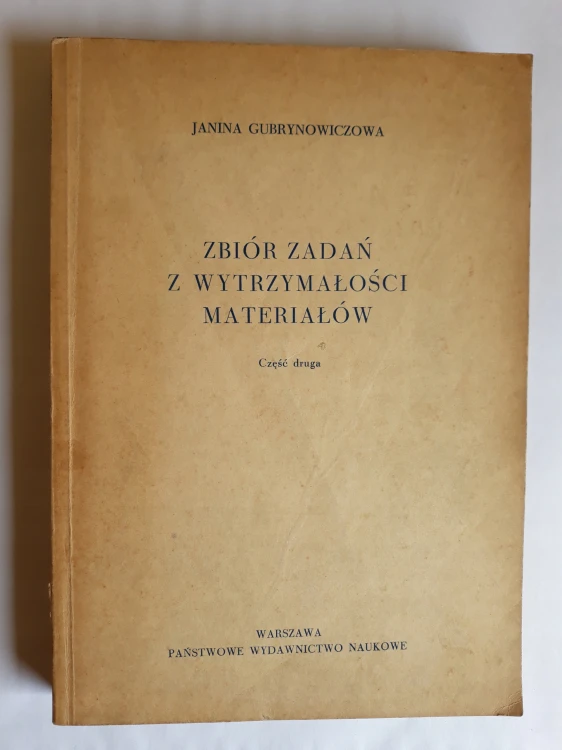 JANINA GUBRYNOWICZOWA
ZBIÓR ZADAŃ
Z WYTRZYMAŁOŚCI
MATERIAŁÓW
Część druga
WARSZAWA
PAŃSTWOWE WYDAWNICTWO NAUKOWE